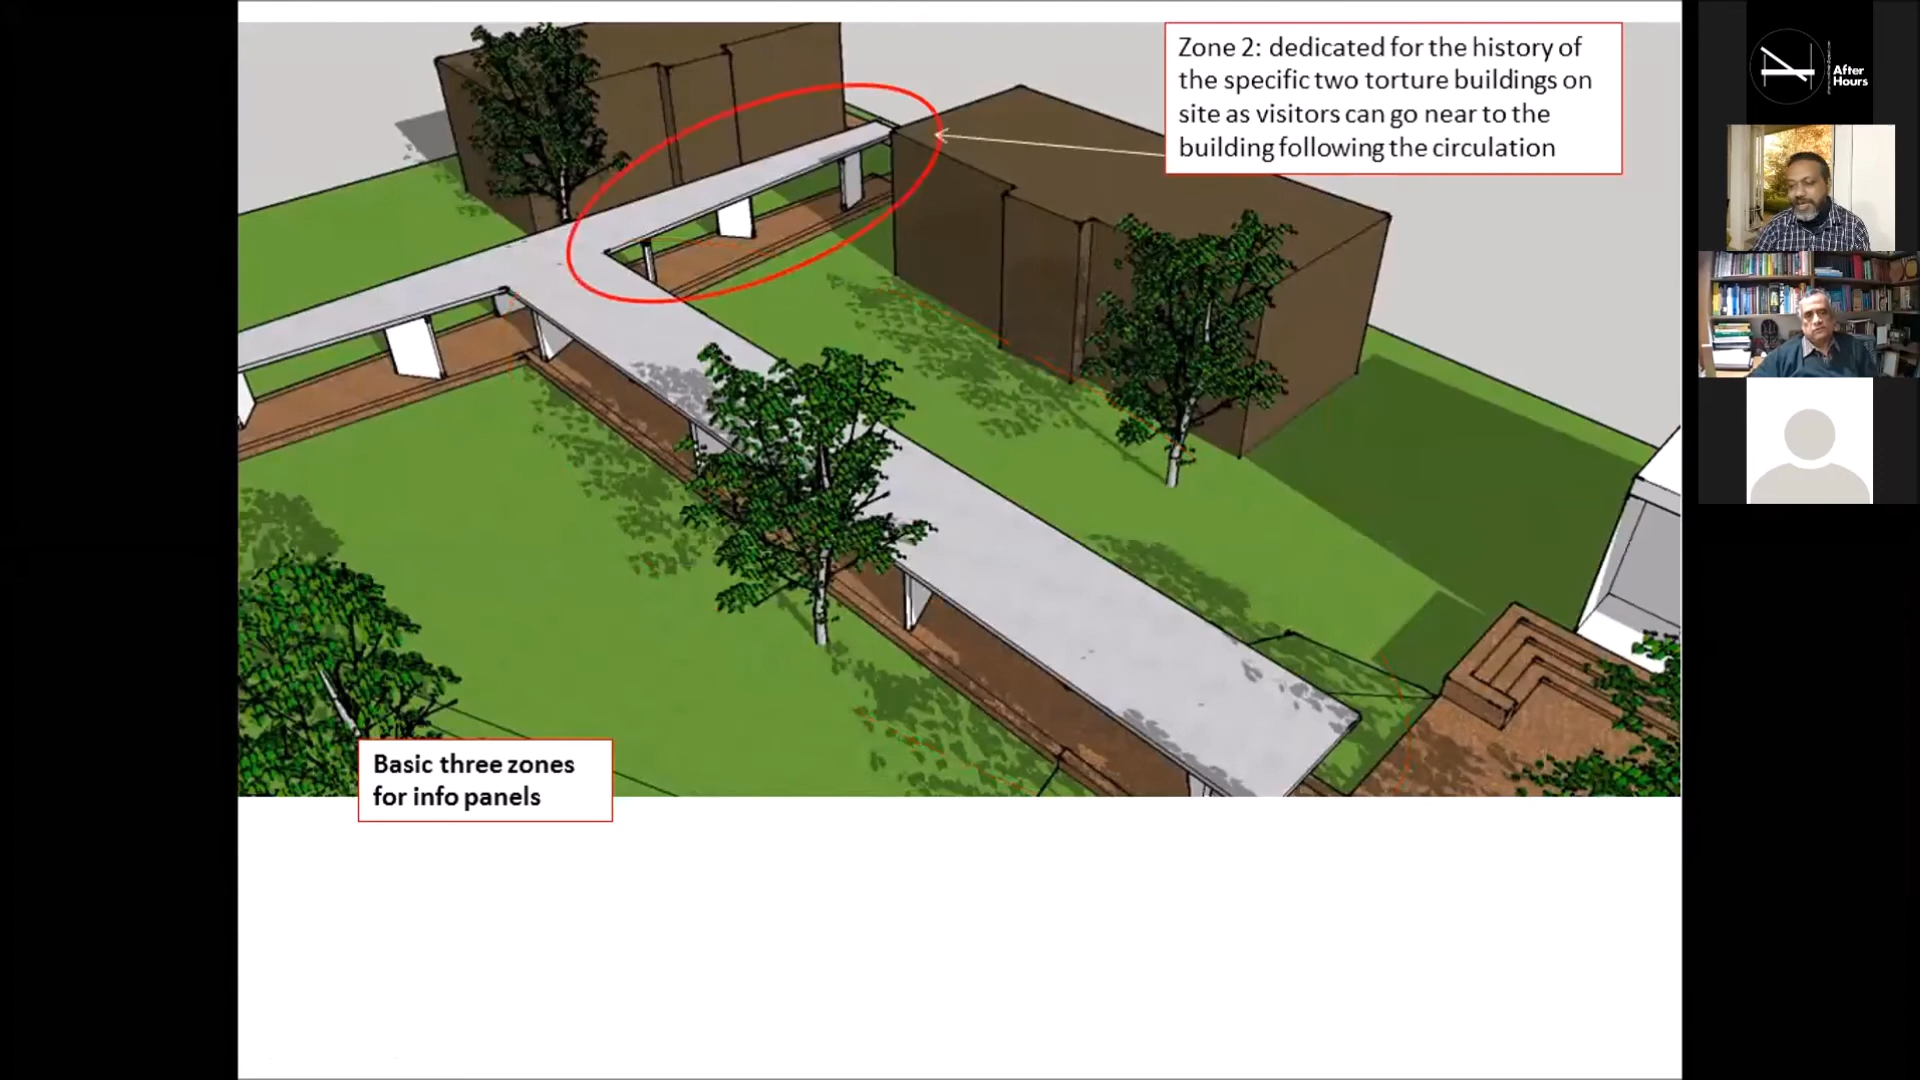 Zone 2: dedicated for the history of
the specific two torture buildings on
site as visitors can go near to the
building following the circulation
After
Hours
Basic three zones
for info panels